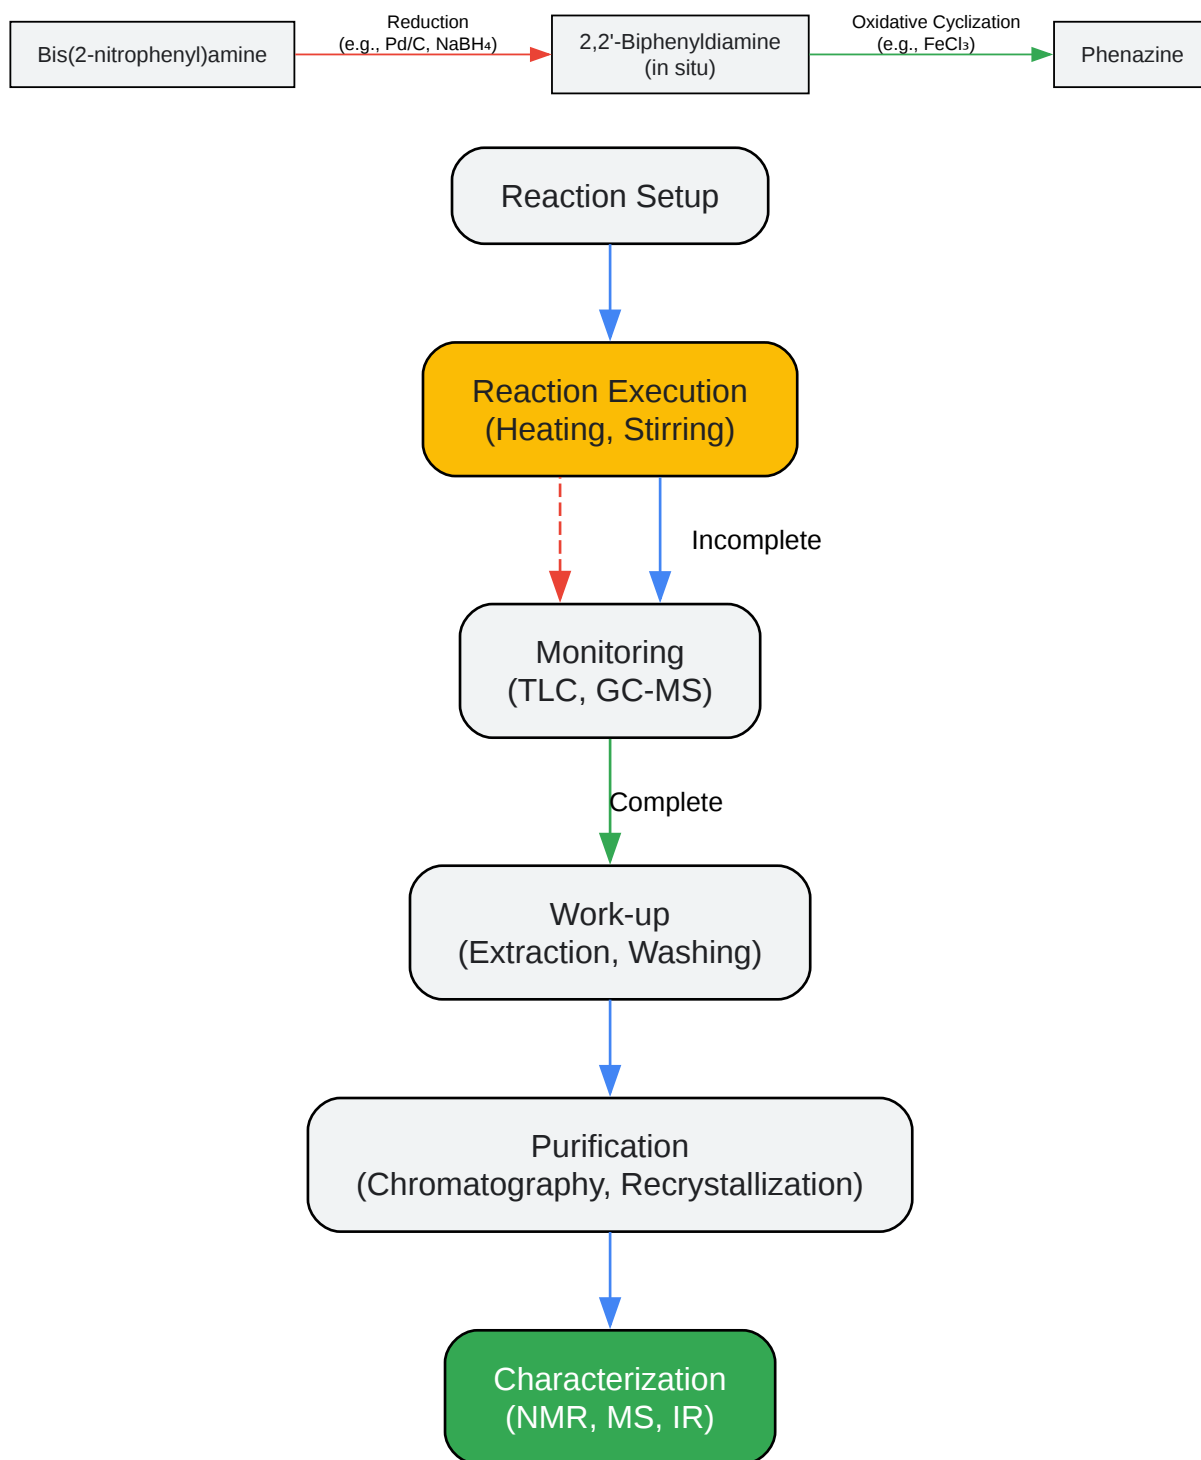 Bis(2-nitrophenyl)amine
Reduction
(e.g., Pd/C, NaBH₄)
2,2'-Biphenyldiamine
(in situ)
Oxidative Cyclization
(e.g., FeCl₃)
Phenazine
Reaction Setup
Reaction Execution
(Heating, Stirring)
Incomplete
Monitoring
(TLC, GC-MS)
Complete
Work-up
(Extraction, Washing)
Purification
(Chromatography, Recrystallization)
Characterization
(NMR, MS, IR)